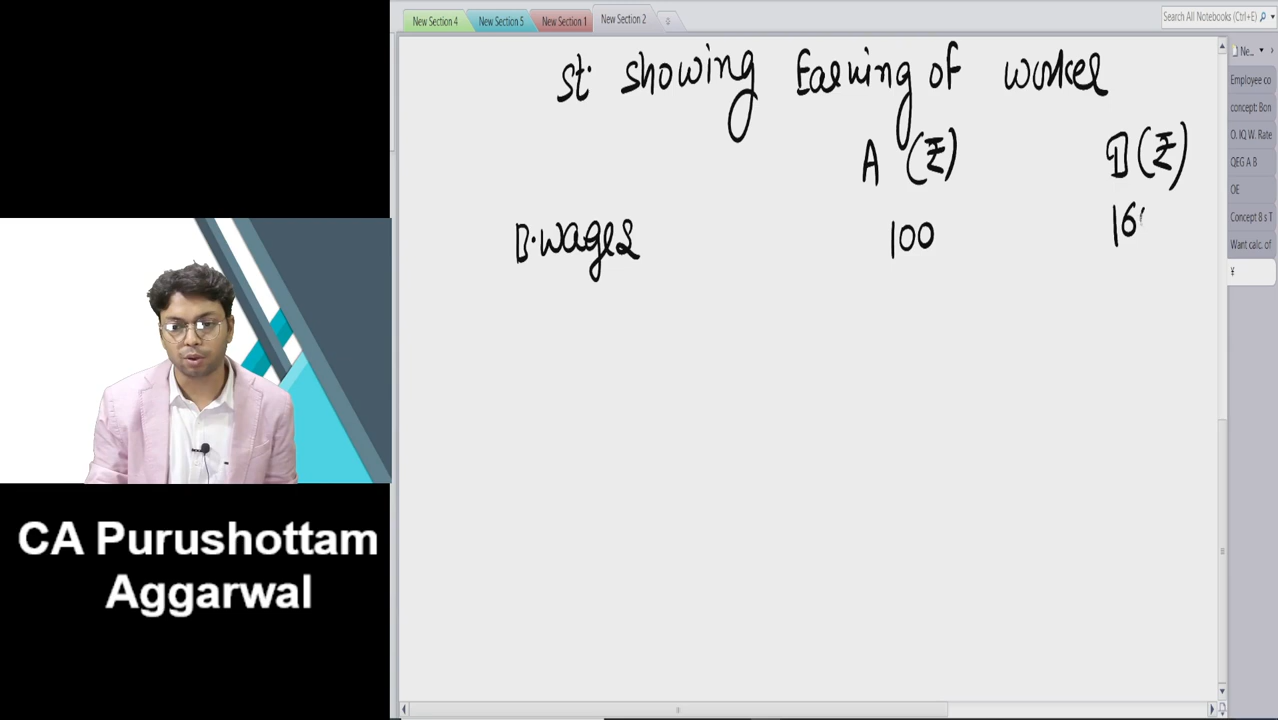 New Section 4 New Section 5 New Section 1 New Section 2
Search All Notebooks (Ctrl+E)
St. showing Earning of worker
A (₹) B (₹)
B. wages 100 16
Ne...
Employee co
concept: Bon
O. IQ W. Rate
QEG A B
OE
Concept 8 s T
Want calc. of
¥
CA Purushottam
Aggarwal